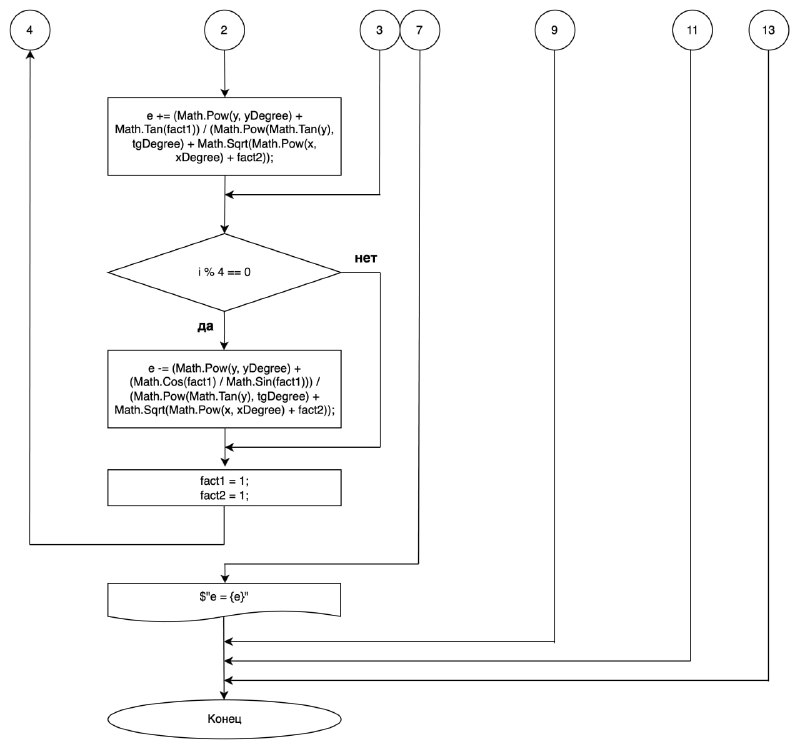 4
2
3
7
9
11
13
e += (Math.Pow(y, yDegree) +
Math.Tan(fact1)) / (Math.Pow(Math.Tan(y),
tgDegree) + Math.Sqrt(Math.Pow(x,
xDegree) + fact2));
i % 4 == 0
нет
да
e -= (Math.Pow(y, yDegree) +
(Math.Cos(fact1) / Math.Sin(fact1))) /
(Math.Pow(Math.Tan(y), tgDegree) +
Math.Sqrt(Math.Pow(x, xDegree) + fact2));
fact1 = 1;
fact2 = 1;
$"e = {e}"
Конец